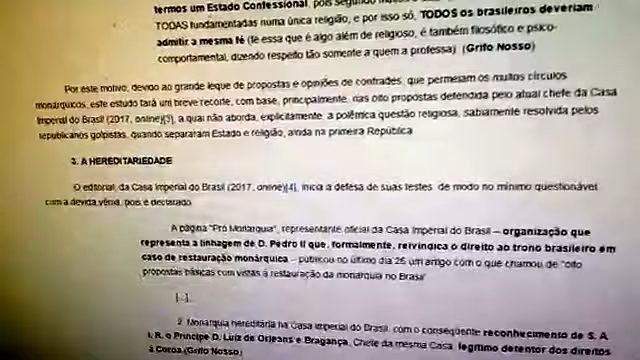 termos um Estado Confessional, pois segundo
TODAS fundamentadas numa única religião, e por isso só, TODOS os brasileiros deveriam
admitir a mesma fé (te essa que é algo além de religioso, é também filosófico e psico-
comportamental, dizendo respeito tão somente a quem a professa) (Grifo Nosso)
Por este motivo, devido ao grande leque de propostas e opiniões de confrades, que permeiam os muitos círculos
monárquicos, este estudo fará um breve recorte, com base, principalmente, nas oito propostas defendida pelo atual chefe da Casa
Imperial do Brasil (2017, online)[3], a qual não aborda, explicitamente, a polêmica questão religiosa, sabiamente resolvida pelos
republicanos golpistas, quando separaram Estado e religião, ainda na primeira República
3. A HEREDITARIEDADE
O editorial, da Casa Imperial do Brasil (2017, online)[4], inicia a defesa de suas testes, de modo no mínimo questionável,
com a devida vênia, pois é declarado
A página "Pró Monarquia", representante oficial da Casa Imperial do Brasil – organização que
representa a linhagem de D. Pedro II que, formalmente, reivindica o direito ao trono brasileiro em
caso de restauração monárquica – publicou no último dia 26 um artigo com o que chamou de "oito
propostas básicas com vistas à restauração da monarquia no Brasil"
[...]
2. Monarquia hereditária na Casa Imperial do Brasil, com o consequente reconhecimento de S. A.
I. R. o Príncipe D. Luiz de Orleans e Bragança, Chefe da mesma Casa, legítimo detentor dos direitos
à Coroa.(Grifo Nosso)